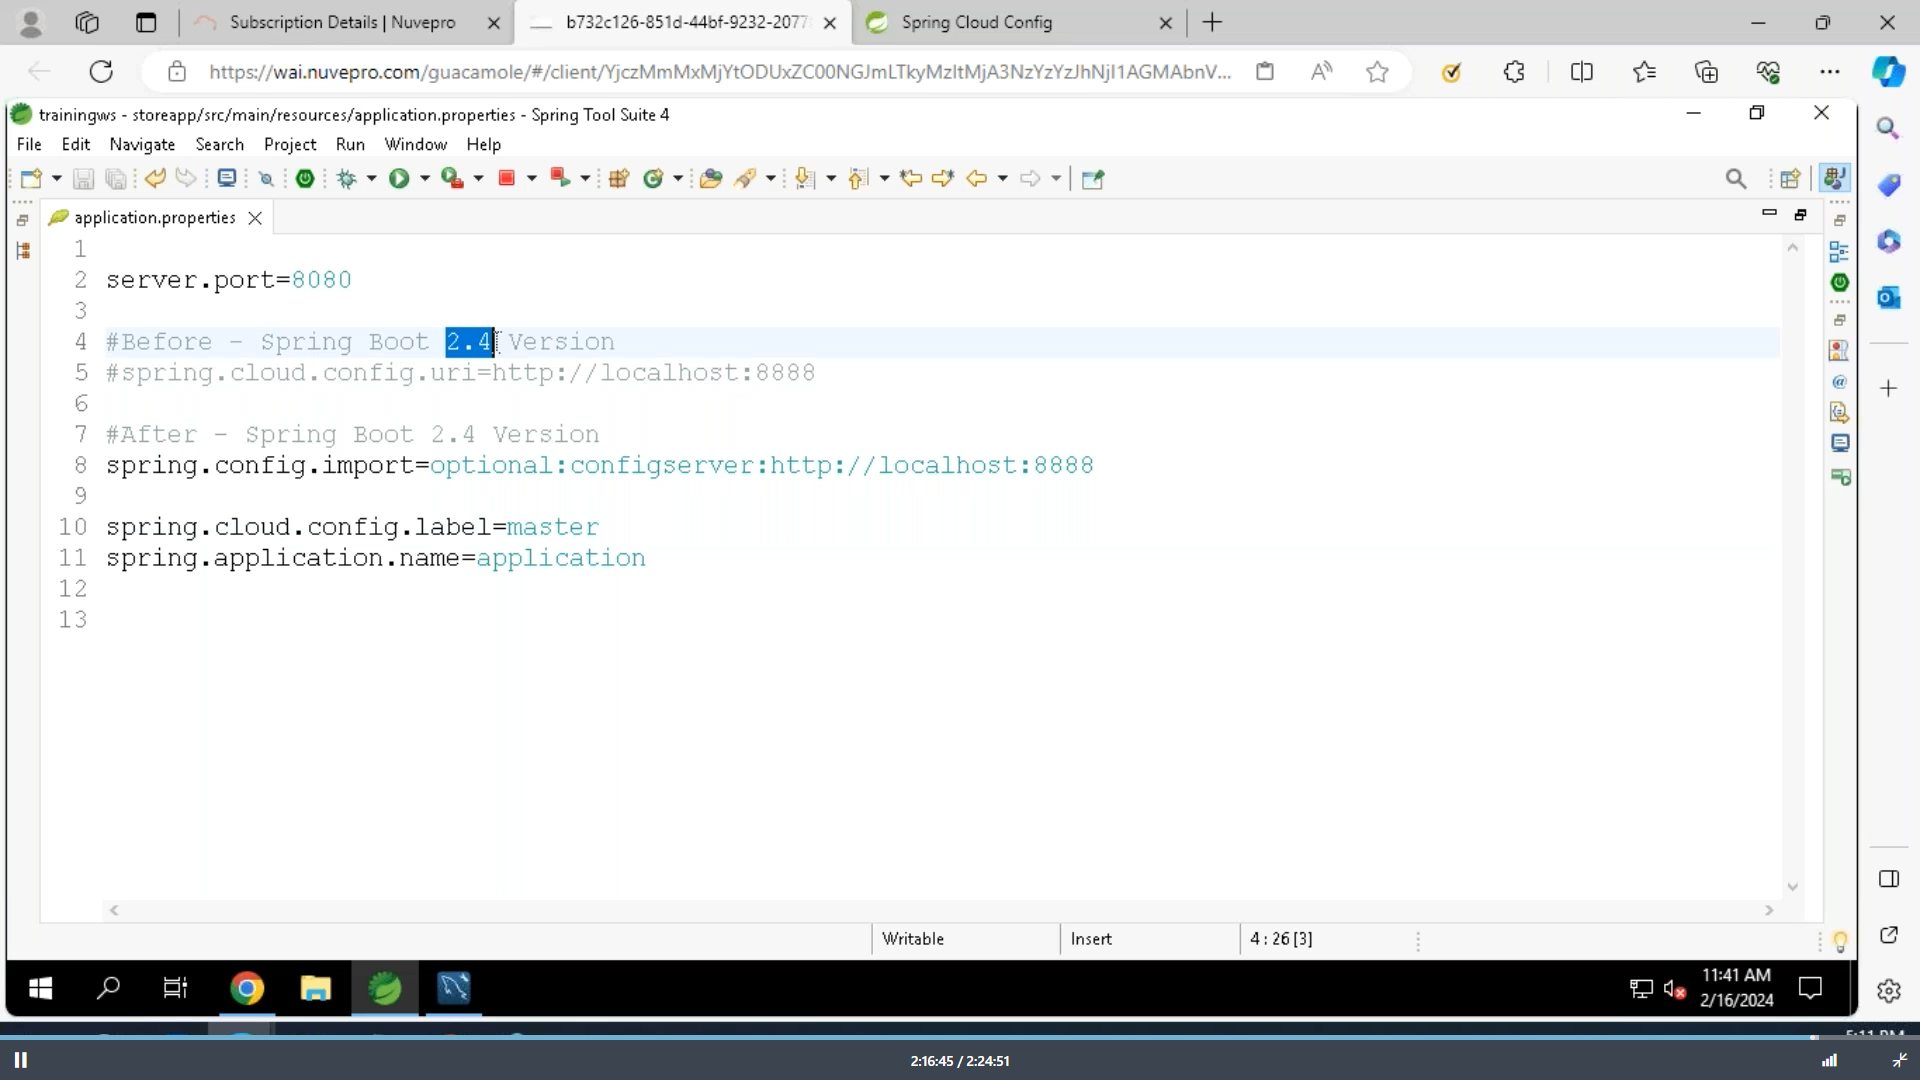 Subscription Details | Nuvepro
b732c126-851d-44bf-9232-2077
Spring Cloud Config
https://wai.nuvepro.com/guacamole/#/client/YjczMmMxMjYtODUxZC00NGJmLTkyMzItMjA3NzYzYzJhNjI1AGMAbnV...
trainingws - storeapp/src/main/resources/application.properties - Spring Tool Suite 4
File Edit Navigate Search Project Run Window Help
application.properties
1
2 server.port=8080
3
4 #Before - Spring Boot 2.4 Version
5 #spring.cloud.config.uri=http://localhost:8888
6
7 #After - Spring Boot 2.4 Version
8 spring.config.import=optional:configserver:http://localhost:8888
9
10 spring.cloud.config.label=master
11 spring.application.name=application
12
13
Writable Insert 4 : 26 [3]
11:41 AM
2/16/2024
5:11 PM
2:16:45 / 2:24:51